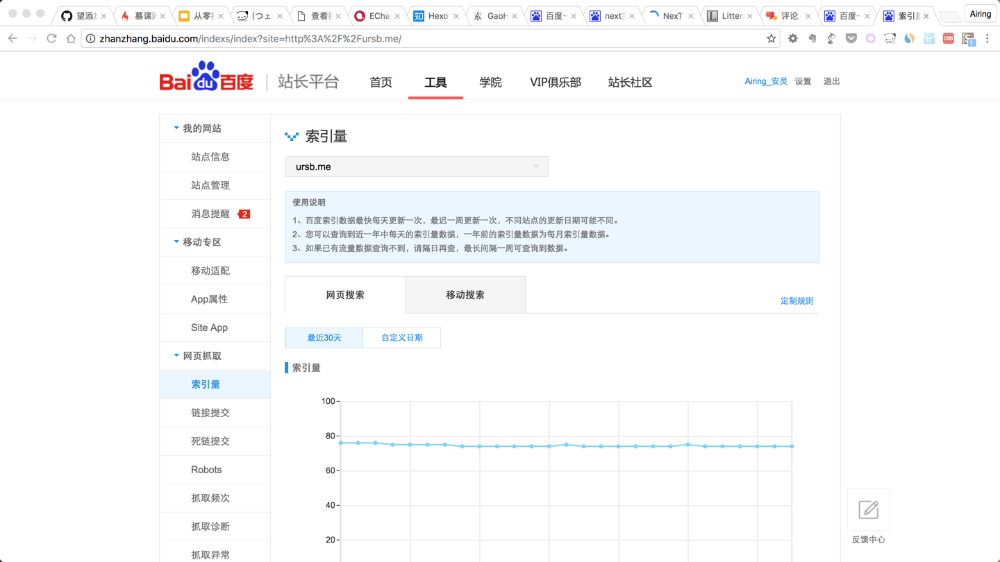 望添加
慕课网
从零
(つェ
查看
ECha
Hexo
GaoH
百度一
next主
NexT
Litten
评论
百度一
索引量
Airing
zhanzhang.baidu.com/indexs/index?site=http%3A%2F%2Fursb.me/
CORS
1
Bai du 百度 | 站长平台
首页 工具 学院 VIP俱乐部 站长社区
Airing_安灵 设置 退出
我的网站
站点信息
站点管理
消息提醒 2
移动专区
移动适配
App属性
Site App
网页抓取
索引量
链接提交
死链提交
Robots
抓取频次
抓取诊断
抓取异常
索引量
ursb.me
使用说明
1、百度索引数据最快每天更新一次，最迟一周更新一次，不同站点的更新日期可能不同。
2、您可以查询到近一年中每天的索引量数据，一年前的索引量数据为每月索引量数据。
3、如果已有流量数据查询不到，请隔日再查，最长间隔一周可查询到数据。
网页搜索 移动搜索
定制规则
最近30天 自定义日期
索引量
100
80
60
40
20
反馈中心